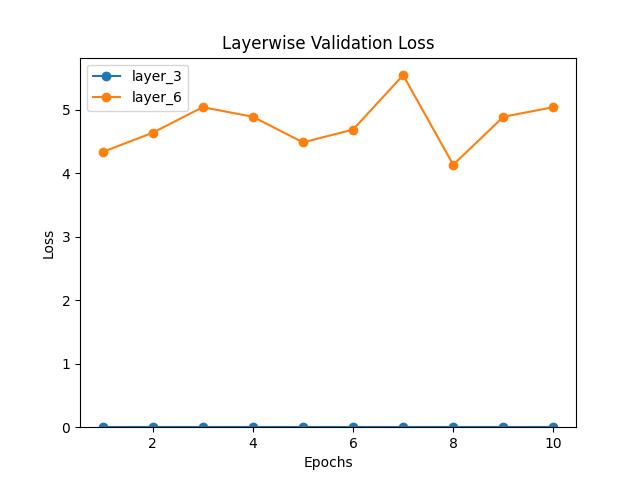 Layerwise Validation Loss
layer_3
layer_6
5
4
3
2
1
0
Loss
2 4 6 8 10
Epochs